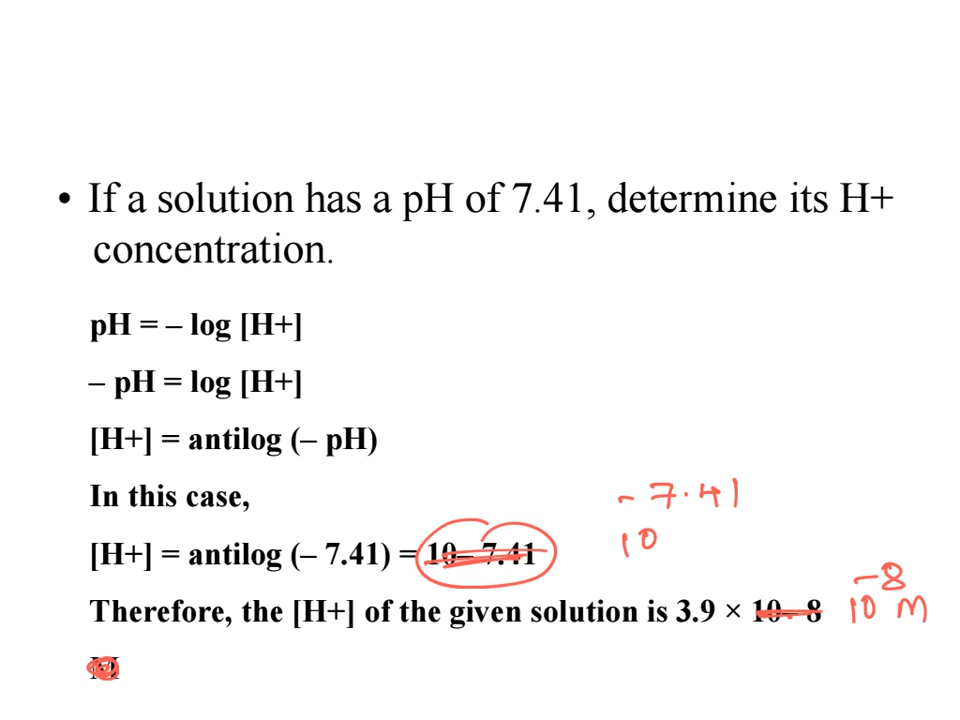 • If a solution has a pH of 7.41, determine its H+
concentration.
pH = – log [H+]
– pH = log [H+]
[H+] = antilog (– pH)
In this case,
- 7.41
[H+] = antilog (– 7.41) = 10– 7.41 10
-8
Therefore, the [H+] of the given solution is 3.9 × 10– 8 10 M
M